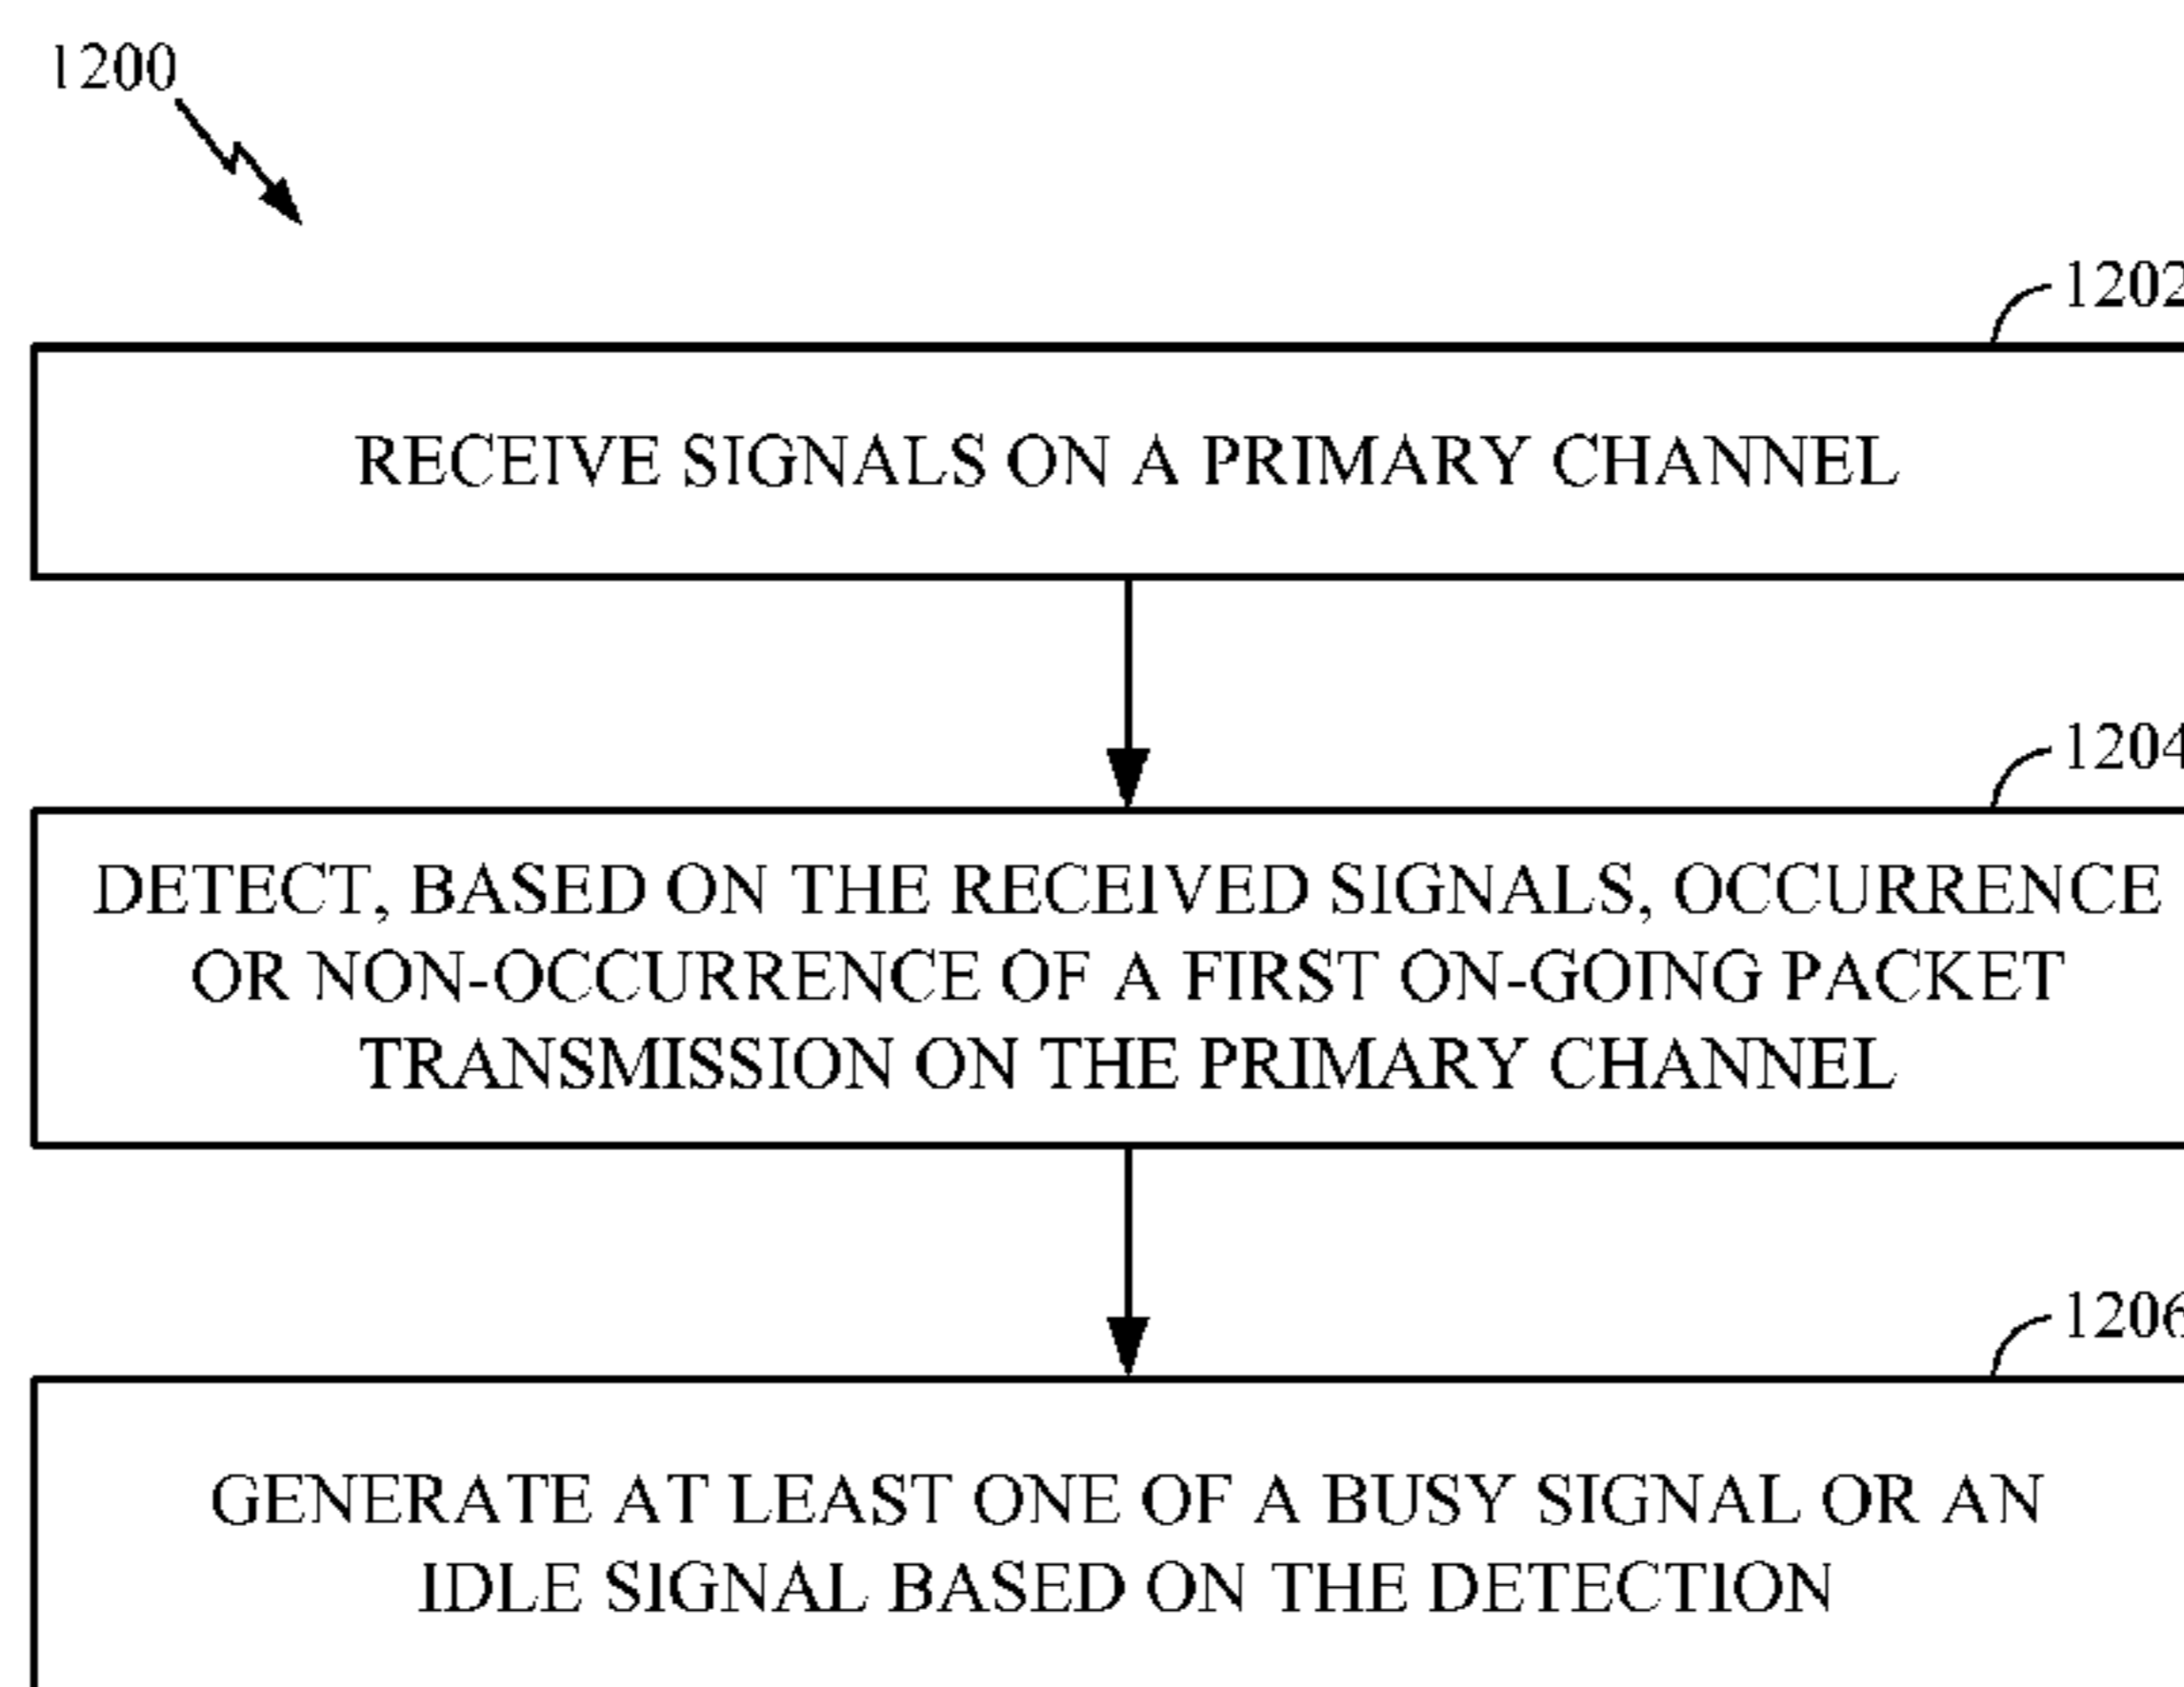 1200
1202
RECEIVE SIGNALS ON A PRIMARY CHANNEL
1204
DETECT, BASED ON THE RECEIVED SIGNALS, OCCURRENCE
OR NON-OCCURRENCE OF A FIRST ON-GOING PACKET
TRANSMISSION ON THE PRIMARY CHANNEL
1206
GENERATE AT LEAST ONE OF A BUSY SIGNAL OR AN
IDLE SIGNAL BASED ON THE DETECTION